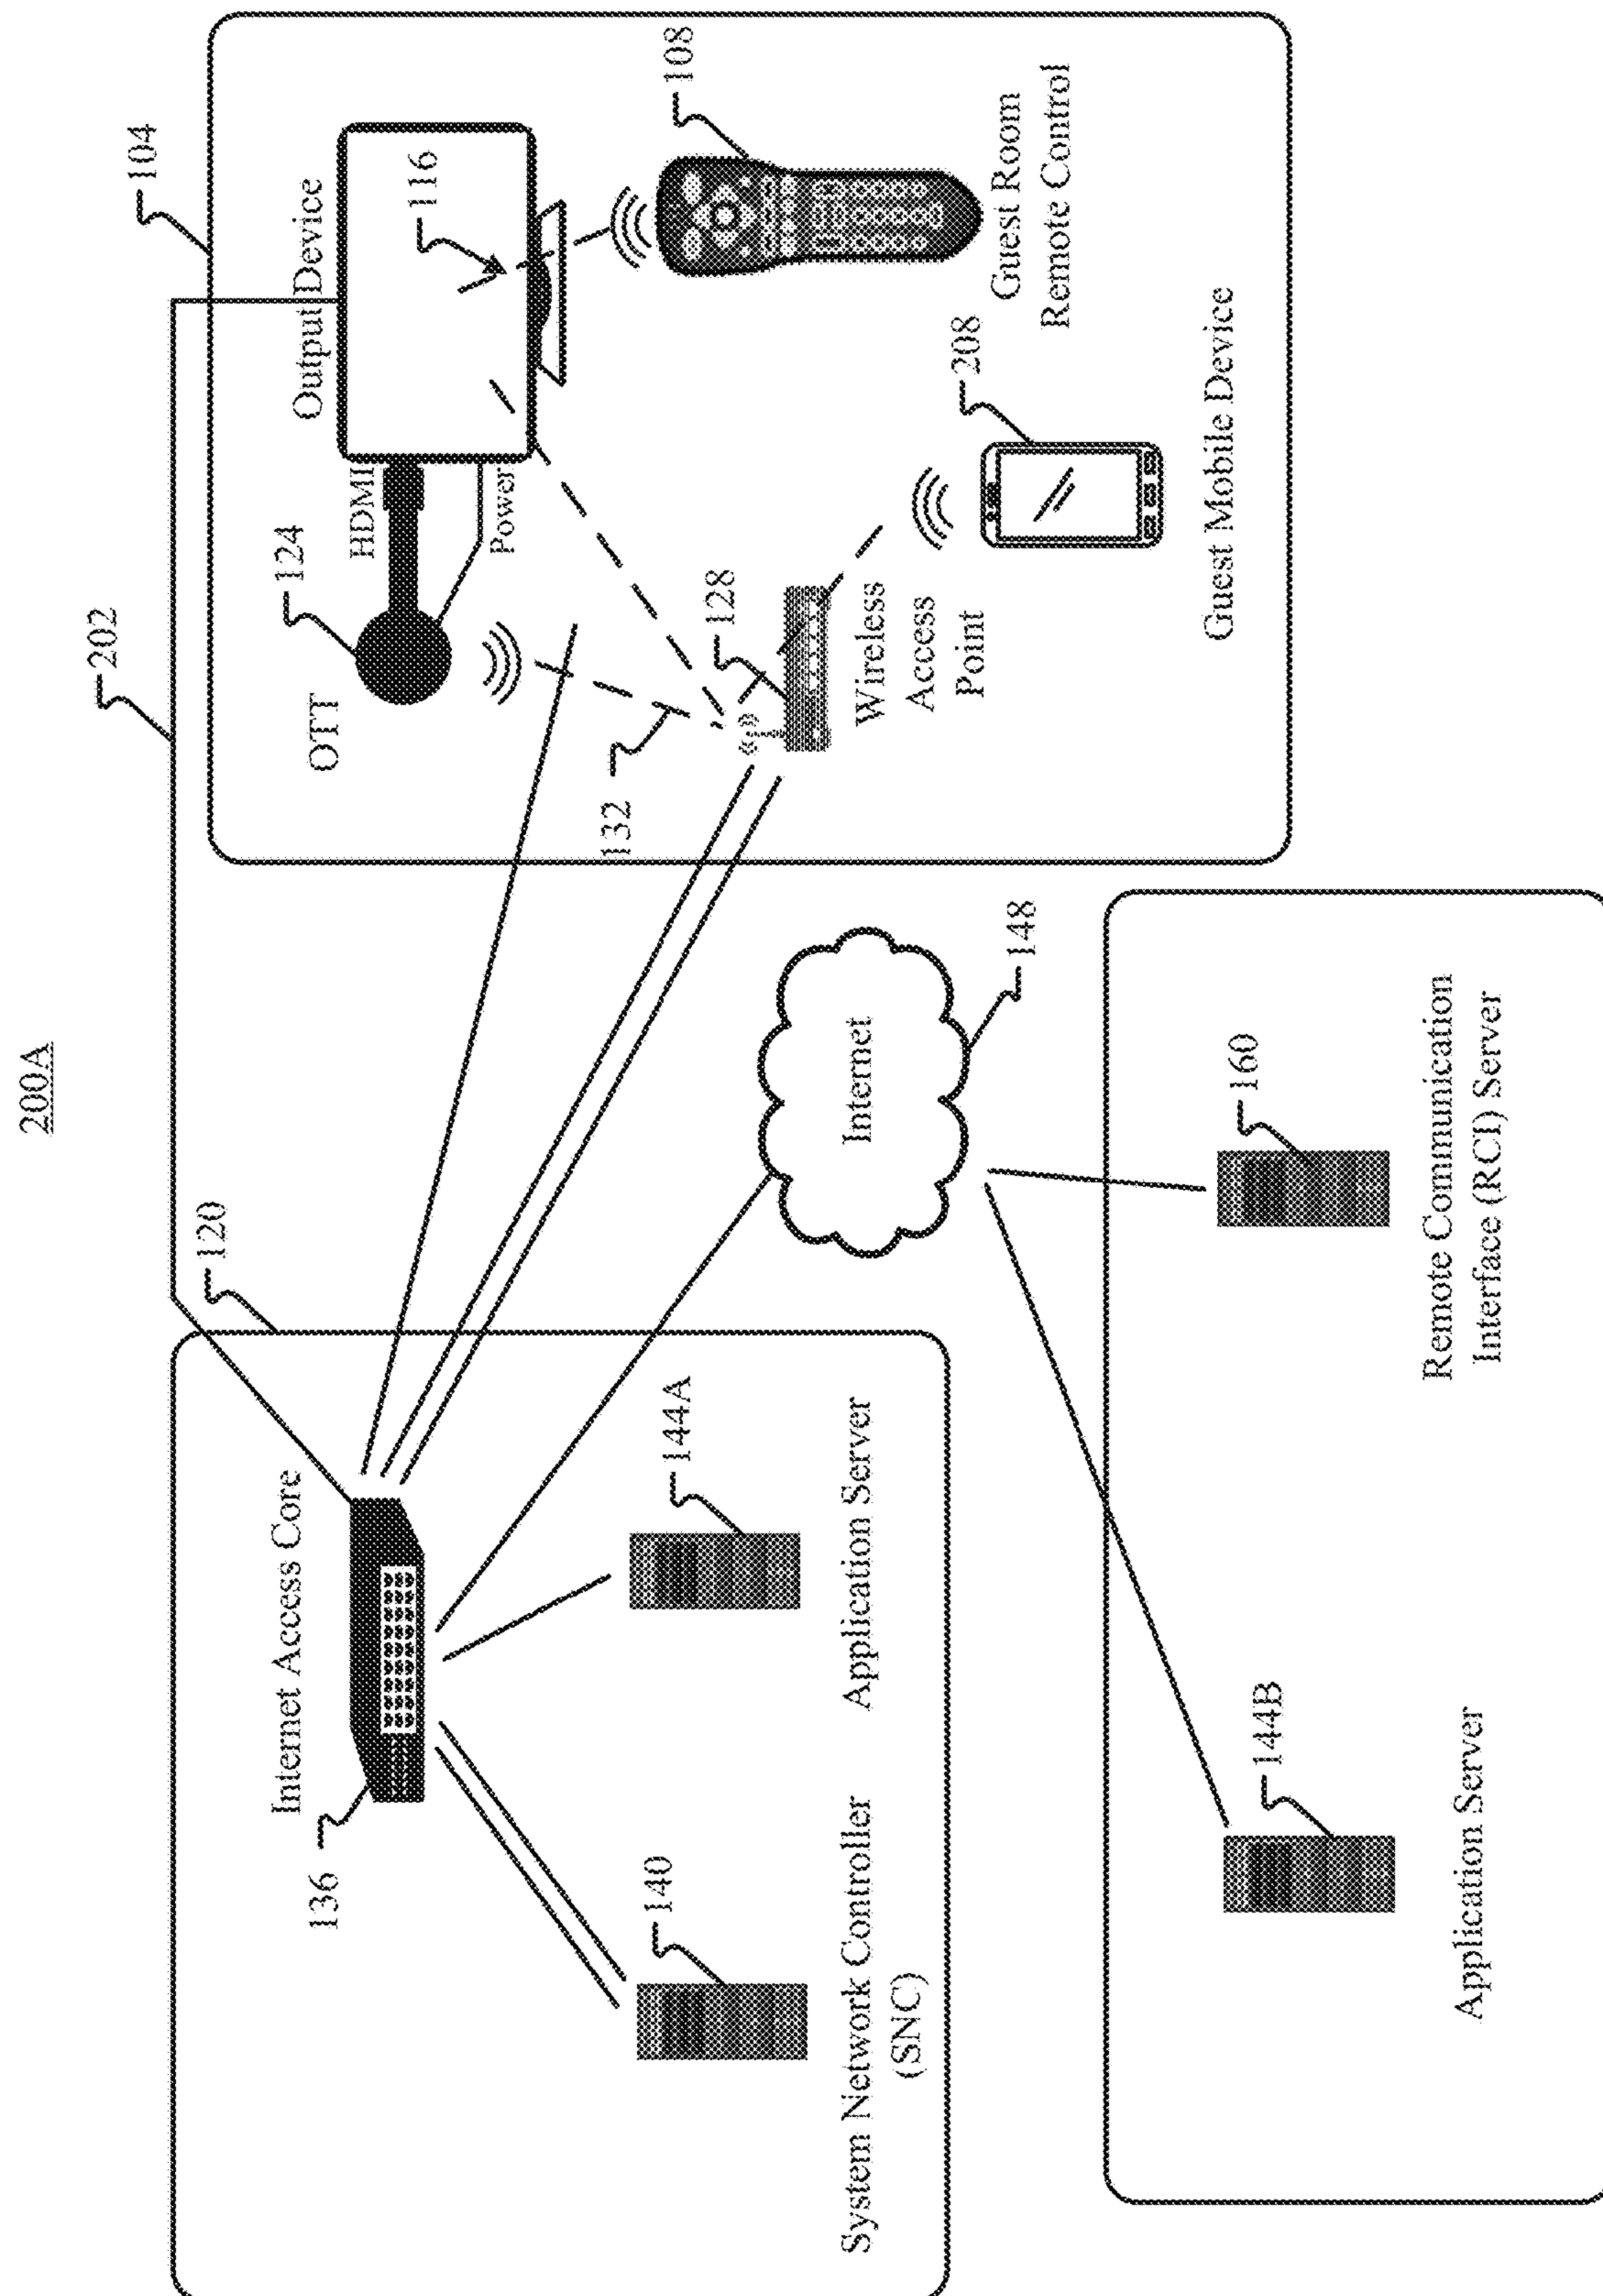 200A
202
104
120
Output Device
116
108
Guest Room
Remote Control
HDMI
Power
124
OTT
128
132
Wireless
Access
Point
208
Guest Mobile Device
Internet Access Core
136
140
144A
System Network Controller
(SNC)
Application Server
Internet
148
144B
160
Application Server
Remote Communication
Interface (RCI) Server